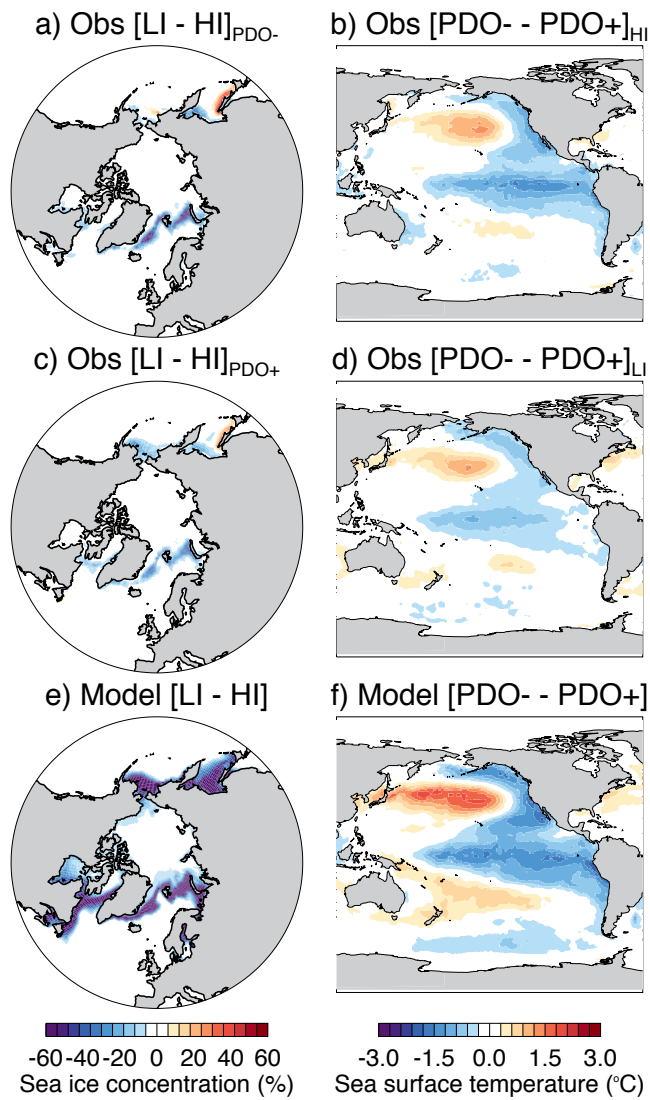 a) Obs [LI - HI]PDO-
b) Obs [PDO- - PDO+]HI
c) Obs [LI - HI]PDO+
d) Obs [PDO- - PDO+]LI
e) Model [LI - HI]
f) Model [PDO- - PDO+]
-60 -40 -20 0 20 40 60
Sea ice concentration (%)
-3.0 -1.5 0.0 1.5 3.0
Sea surface temperature (°C)